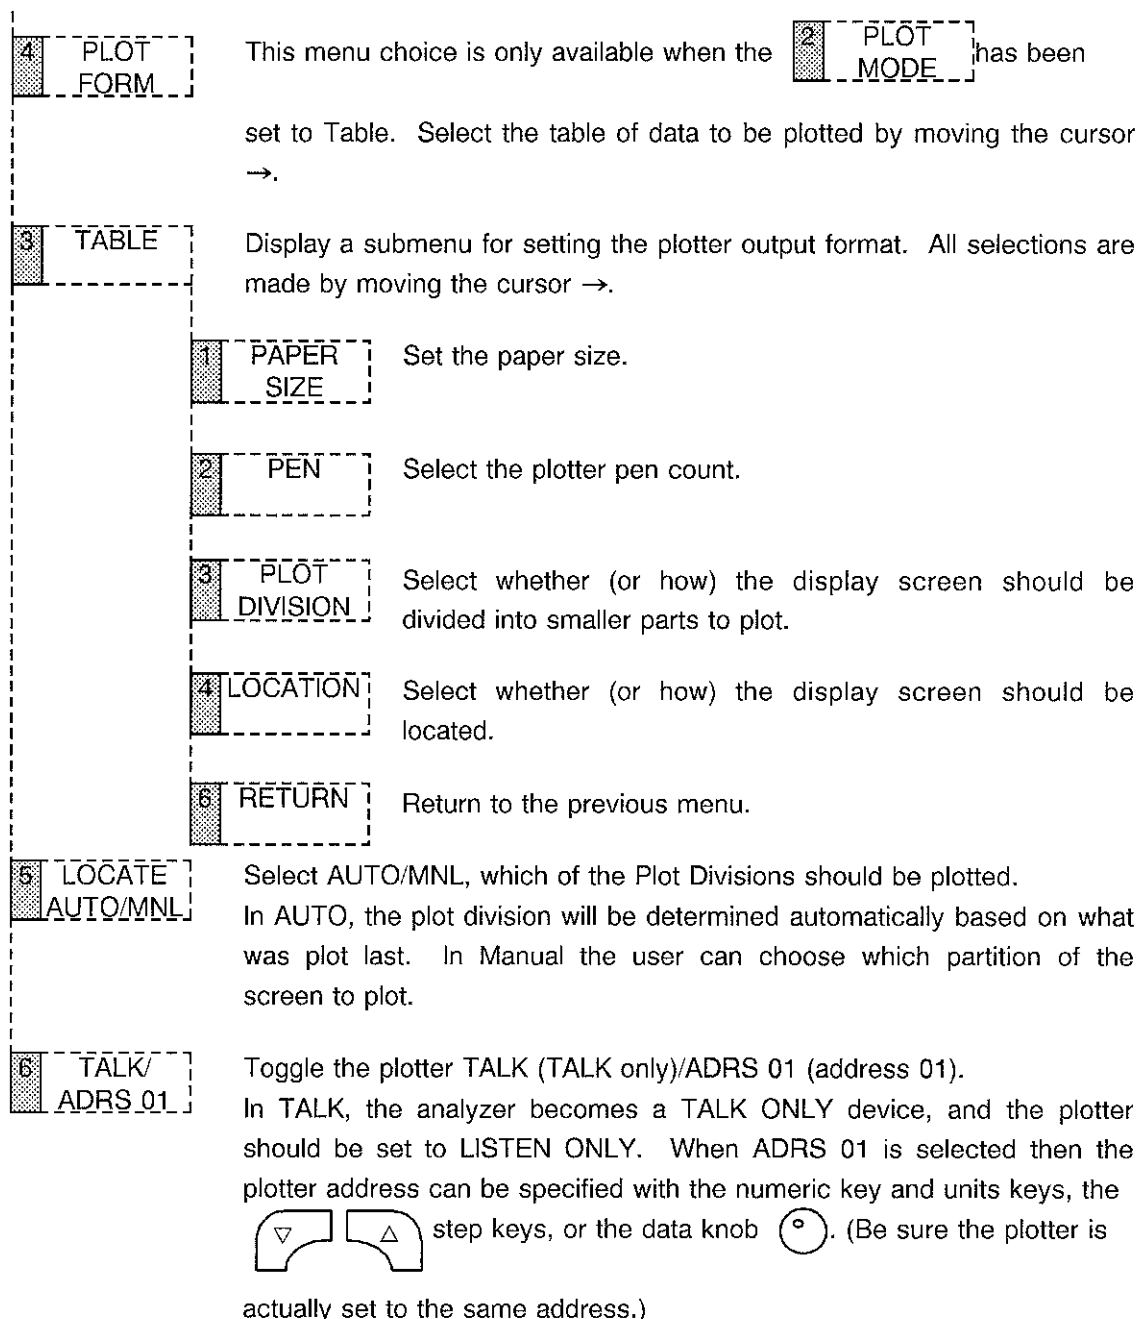 4 PLOT FORM This menu choice is only available when the 2 PLOT MODE has been
set to Table. Select the table of data to be plotted by moving the cursor
→.
3 TABLE Display a submenu for setting the plotter output format. All selections are
made by moving the cursor →.
1 PAPER SIZE Set the paper size.
2 PEN Select the plotter pen count.
3 PLOT DIVISION Select whether (or how) the display screen should be
divided into smaller parts to plot.
4 LOCATION Select whether (or how) the display screen should be
located.
6 RETURN Return to the previous menu.
5 LOCATE AUTO/MNL Select AUTO/MNL, which of the Plot Divisions should be plotted.
In AUTO, the plot division will be determined automatically based on what
was plot last. In Manual the user can choose which partition of the
screen to plot.
6 TALK/ ADRS 01 Toggle the plotter TALK (TALK only)/ADRS 01 (address 01).
In TALK, the analyzer becomes a TALK ONLY device, and the plotter
should be set to LISTEN ONLY. When ADRS 01 is selected then the
plotter address can be specified with the numeric key and units keys, the
▽ △ step keys, or the data knob . (Be sure the plotter is
actually set to the same address.)